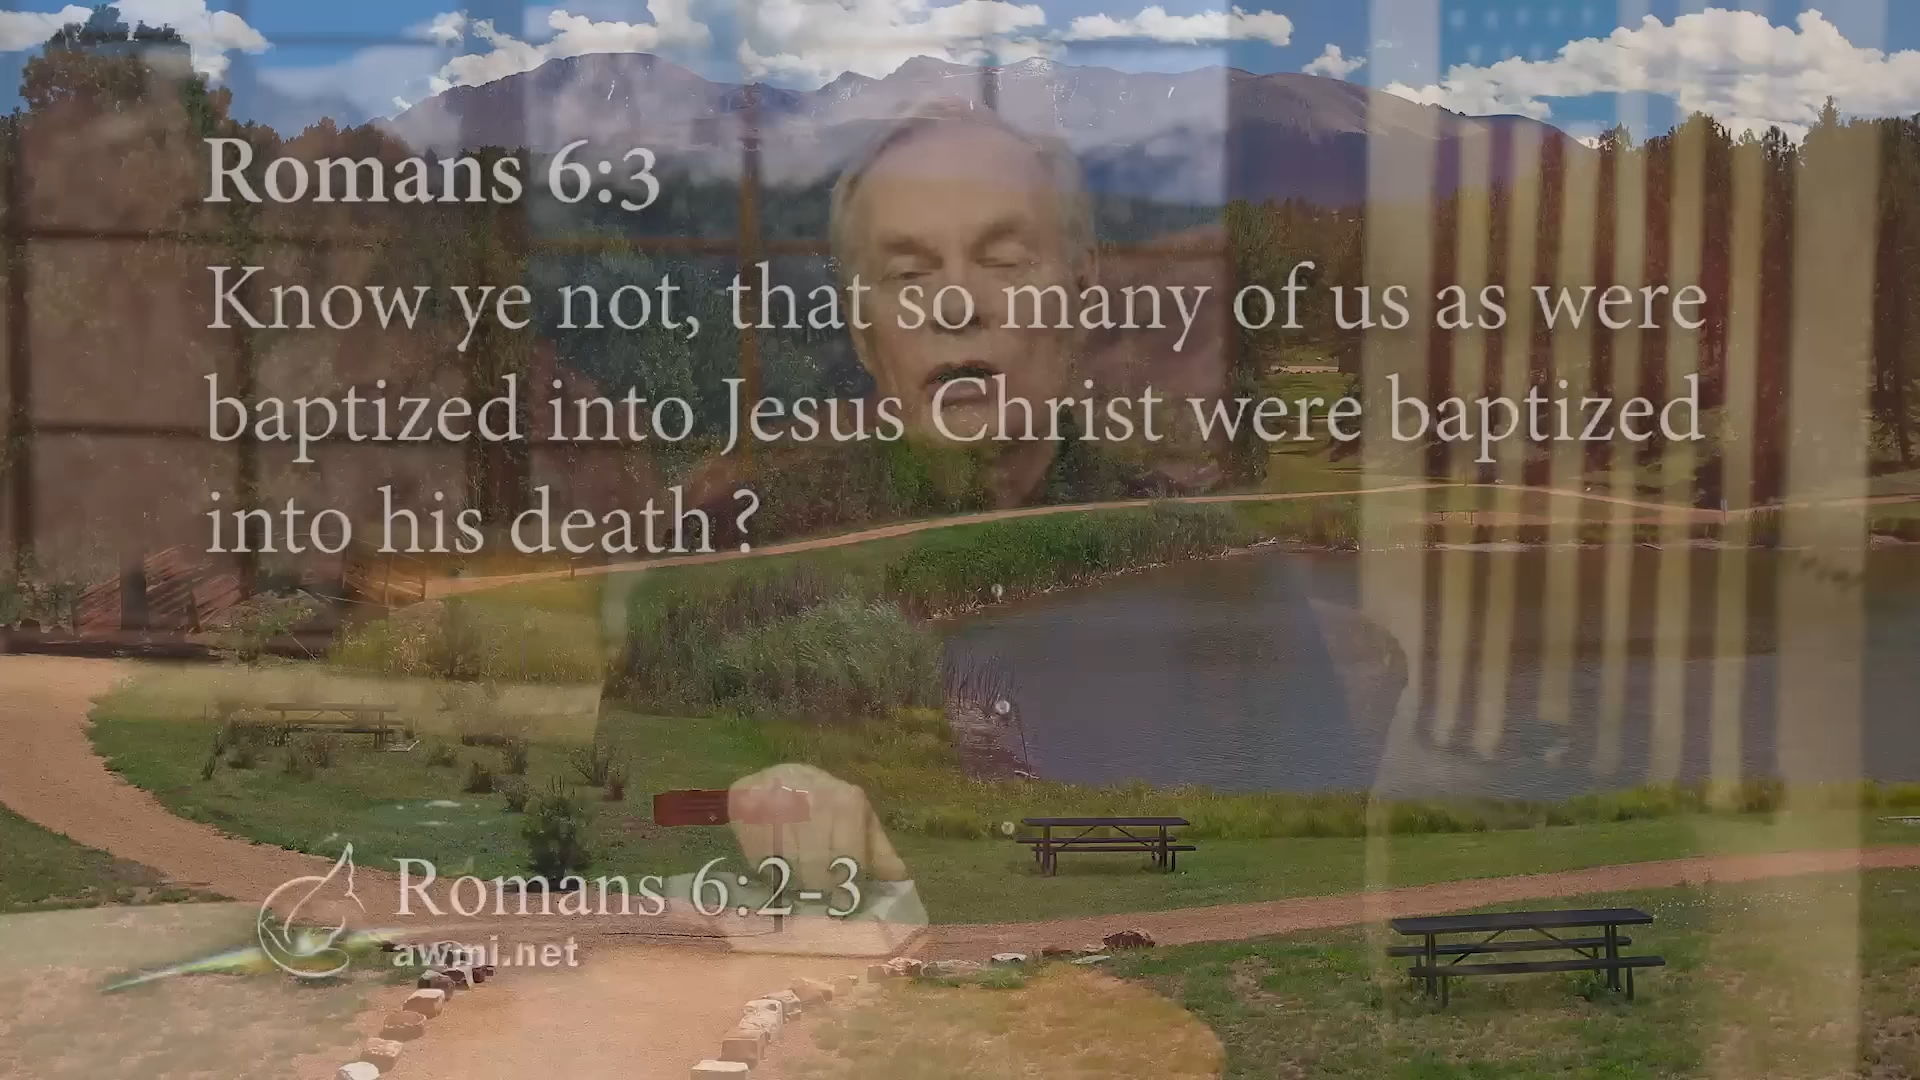 Romans 6:3
Know ye not, that so many of us as were
baptized into Jesus Christ were baptized
into his death?
Romans 6:2-3
awmi.net